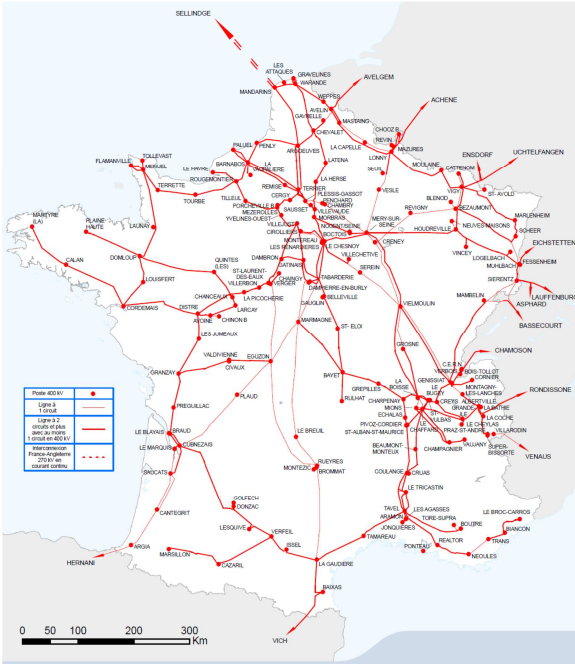 SELLINDGE
LES
ATTAQUES
GRAVELINES
WARANDE
MANDARINS
WEPPES
AVELGEM
AVELIN
GAVRELLE
MASTAING
ACHENE
CHEVALET
CHOOZ B
REVIN
MAZURES
LA CAPELLE
LONNY
UCHTELFANGEN
ENSDORF
TOLLEVAST
FLAMANVILLE
MENUEL
PALUEL
PENLY
ARGOEUVES
LATENA
SEUIL
MOULAINE
CATTENOM
LE HAVRE
BARNABOS
LA
VAUPALIERE
ROUGEMONTIER
LA HERSE
VESLE
VIGY
ST- AVOLD
TERRETTE
REMISE
TERRIER
PLESSIS-GASSOT
CERGY
PENCHARD
BLENOD
TOURBE
TILLEUL
PORCHEVILLE B
CHAMBRY
SAUSSET
VILLEVAUDE
REVIGNY
BEZAUMONT
MARLENHEIM
MEZEROLLES
MORBRAS
YVELINES-OUEST
MERY-SUR-
SEINE
MARTYRE
(LA)
PLAINE
HAUTE
LAUNAY
VILLEJUST
NOGENT/SEINE
HOUDREVILLE
NEUVES-MAISONS
SCHEER
CIROLLIERS
BOCTOIS
CRENEY
EICHSTETTEN
MONTEREAU
LE CHESNOY
LES RENARDIERES
VINCEY
LOGELBACH
CALAN
DOMLOUP
DAMBRON
VILLECHETIVE
MUHLBACH
FESSENHEIM
QUINTES
(LES)
GATINAIS
LOUISFERT
ST-LAURENT-
DES-EAUX
CHAINGY
TABARDERIE
SEREIN
SIERENTZ
VILLERBON
VERGER
DAMPIERRE-EN-BURLY
CHANCEAUX
LA PICOCHERIE
BELLEVILLE
MAMBELIN
LAUFFENBURG
CORDEMAIS
DISTRE
LARCAY
GAUGLIN
VIELMOULIN
ASPHARD
AVOINE
CHINON B
MARMAGNE
BASSECOURT
LES JUMEAUX
ST- ELOI
GROSNE
CHAMOSON
VALDIVIENNE
EGUZON
C.E.R.N.
VERBOIS
BOIS-TOLLOT
GRANZAY
CIVAUX
BAYET
GENISSIAT
CORNIER
RONDISSONE
GREPILLES
LA
BOISSE
MONTAGNY-
LES-LANCHES
LE
BUGEY
Poste 400 kV
PLAUD
RULHAT
CHARPENAY
CREYS
ALBERTVILLE
Ligne à
1 circuit
MIONS
GRANDE-
ILE
LA BATHIE
PREGUILLAC
ECHALAS
ST-
VULBAS
LA COCHE
Ligne à 2
circuits et plus
avec au moins
1 circuit en 400 kV
PIVOZ-CORDIER
LE
CHAFFARD
LE CHEYLAS
LE BLAYAIS
BRAUD
LE BREUIL
ST-ALBAN-ST-MAURICE
PRAZ-ST-ANDRE
VILLARODIN
LE MARQUIS
CUBNEZAIS
BEAUMONT-
MONTEUX
CHAMPAGNIER
VAUJANY
SUPER-
BISSORTE
VENAUS
Interconnexion
France-Angleterre
270 kV en
courant continu
RUEYRES
SAUCATS
MONTEZIC
BROMMAT
COULANGE
CRUAS
GOLFECH
DONZAC
LE TRICASTIN
CANTEGRIT
TAVEL
LES AGASSES
LE BROC-CARROS
ARAMON
TORE-SUPRA
BOUTRE
LESQUIVE
VERFEIL
JONQUIERES
BIANCON
ARGIA
ISSEL
TAMAREAU
PONTEAU
REALTOR
TRANS
HERNANI
MARSILLON
CAZARIL
LA GAUDIERE
NEOULES
BAIXAS
VICH
0 50 100 200 300
Km